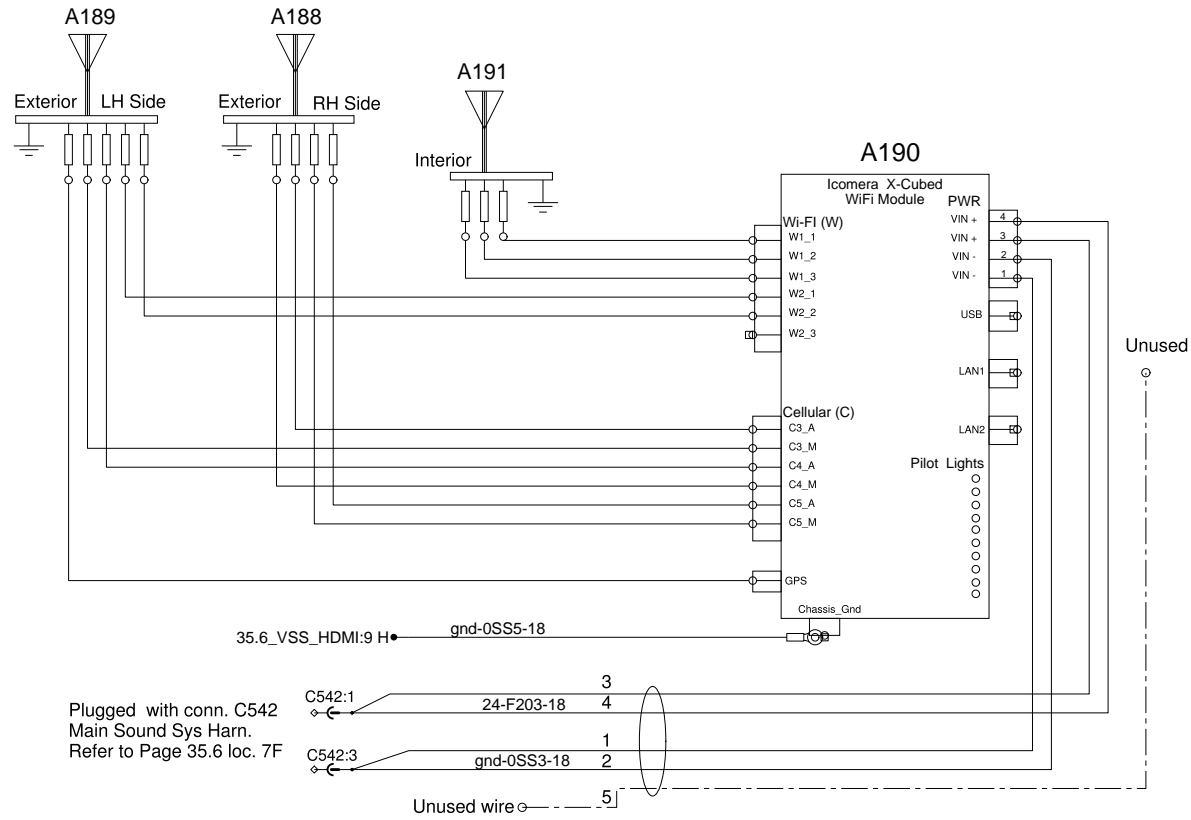 A189
A188
A191
Exterior LH Side
Exterior RH Side
Interior
A190
Icomera X-Cubed
WiFi Module
PWR
Wi-FI (W)
W1_1
W1_2
W1_3
W2_1
W2_2
W2_3
VIN + 4
VIN + 3
VIN - 2
VIN - 1
USB
LAN1
LAN2
Unused
Cellular (C)
C3_A
C3_M
C4_A
C4_M
C5_A
C5_M
Pilot Lights
GPS
Chassis_Gnd
35.6_VSS_HDMI:9 H
gnd-0SS5-18
Plugged with conn. C542
Main Sound Sys Harn.
Refer to Page 35.6 loc. 7F
C542:1
3
24-F203-18 4
C542:3
1
gnd-0SS3-18 2
Unused wire 5